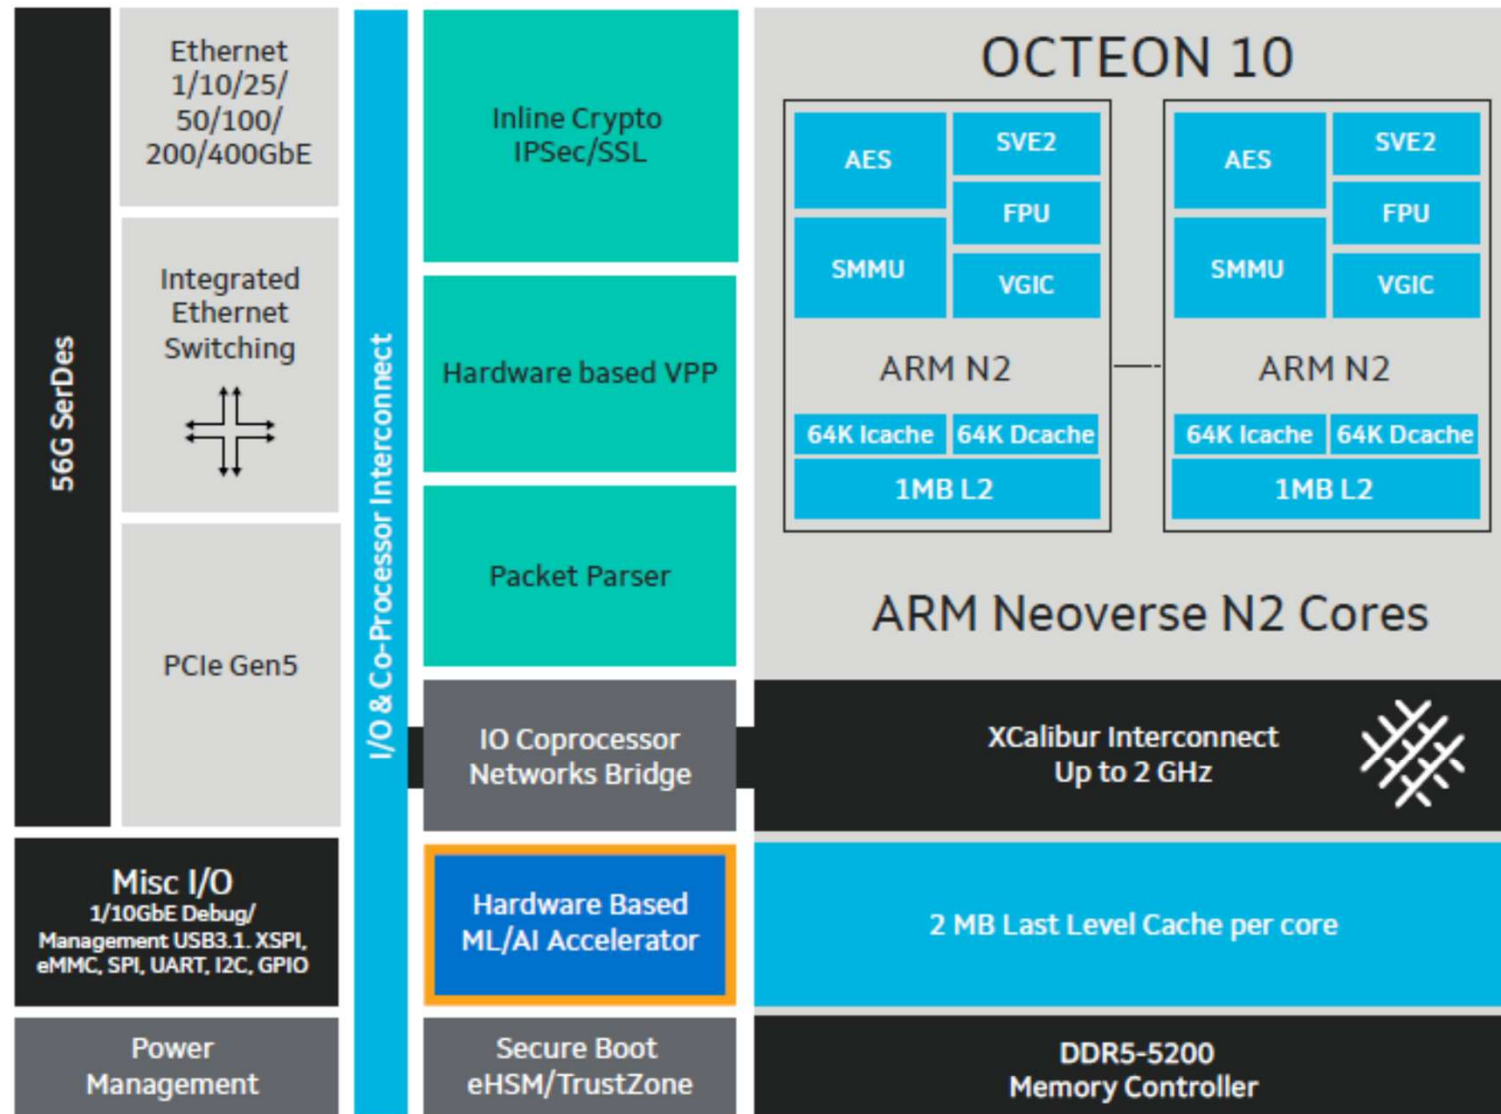 56G SerDes
Ethernet
1/10/25/
50/100/
200/400GbE
Integrated
Ethernet
Switching
PCIe Gen5
Misc I/O
1/10GbE Debug/
Management USB3.1. XSPI,
eMMC, SPI, UART, I2C, GPIO
Power
Management
I/O & Co-Processor Interconnect
Inline Crypto
IPSec/SSL
Hardware based VPP
Packet Parser
IO Coprocessor
Networks Bridge
Hardware Based
ML/AI Accelerator
Secure Boot
eHSM/TrustZone
OCTEON 10
AES
SVE2
FPU
SMMU
VGIC
ARM N2
64K Icache
64K Dcache
1MB L2
AES
SVE2
FPU
SMMU
VGIC
ARM N2
64K Icache
64K Dcache
1MB L2
ARM Neoverse N2 Cores
XCalibur Interconnect
Up to 2 GHz
2 MB Last Level Cache per core
DDR5-5200
Memory Controller